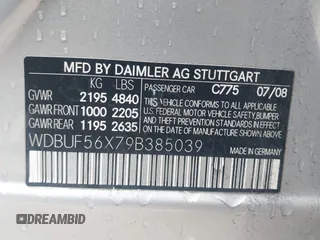 MFD BY DAIMLER AG STUTTGART
KG LBS PASSENGER CAR C775 07/08
GVWR 2195 4840 THIS VEHICLE CONFORMS TO ALL APPLICABLE
GAWR.FRONT 1000 2205 U.S.FEDERAL MOTOR VEHICLE SAFETY,BUMPER
GAWR.REAR 1195 2635 AND THEFT PREVENTION STANDARDS IN EFFECT ON THE DATE OF MANUFACTURE SHOWN ABOVE
WDBUF56X79B385039
MADE IN GERMANY
WDBUF56X79B385039
WIDEBID